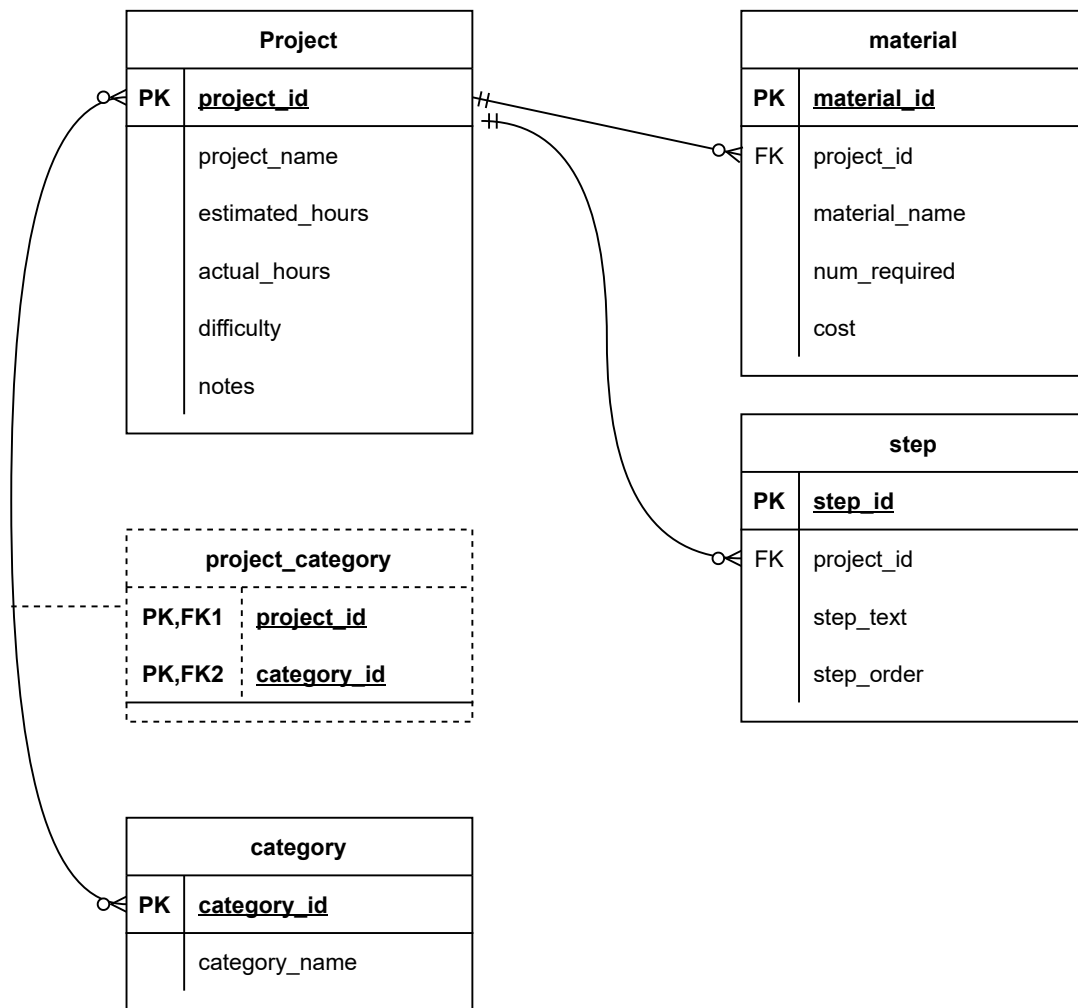 Project
PK project_id
project_name
estimated_hours
actual_hours
difficulty
notes
material
PK material_id
FK project_id
material_name
num_required
cost
step
PK step_id
FK project_id
step_text
step_order
project_category
PK,FK1 project_id
PK,FK2 category_id
category
PK category_id
category_name